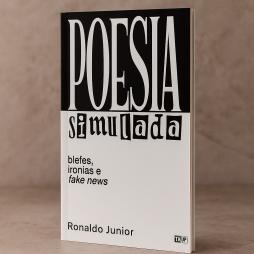 POESIA
simulada
blefes,
ironias e
fake news
Ronaldo Junior